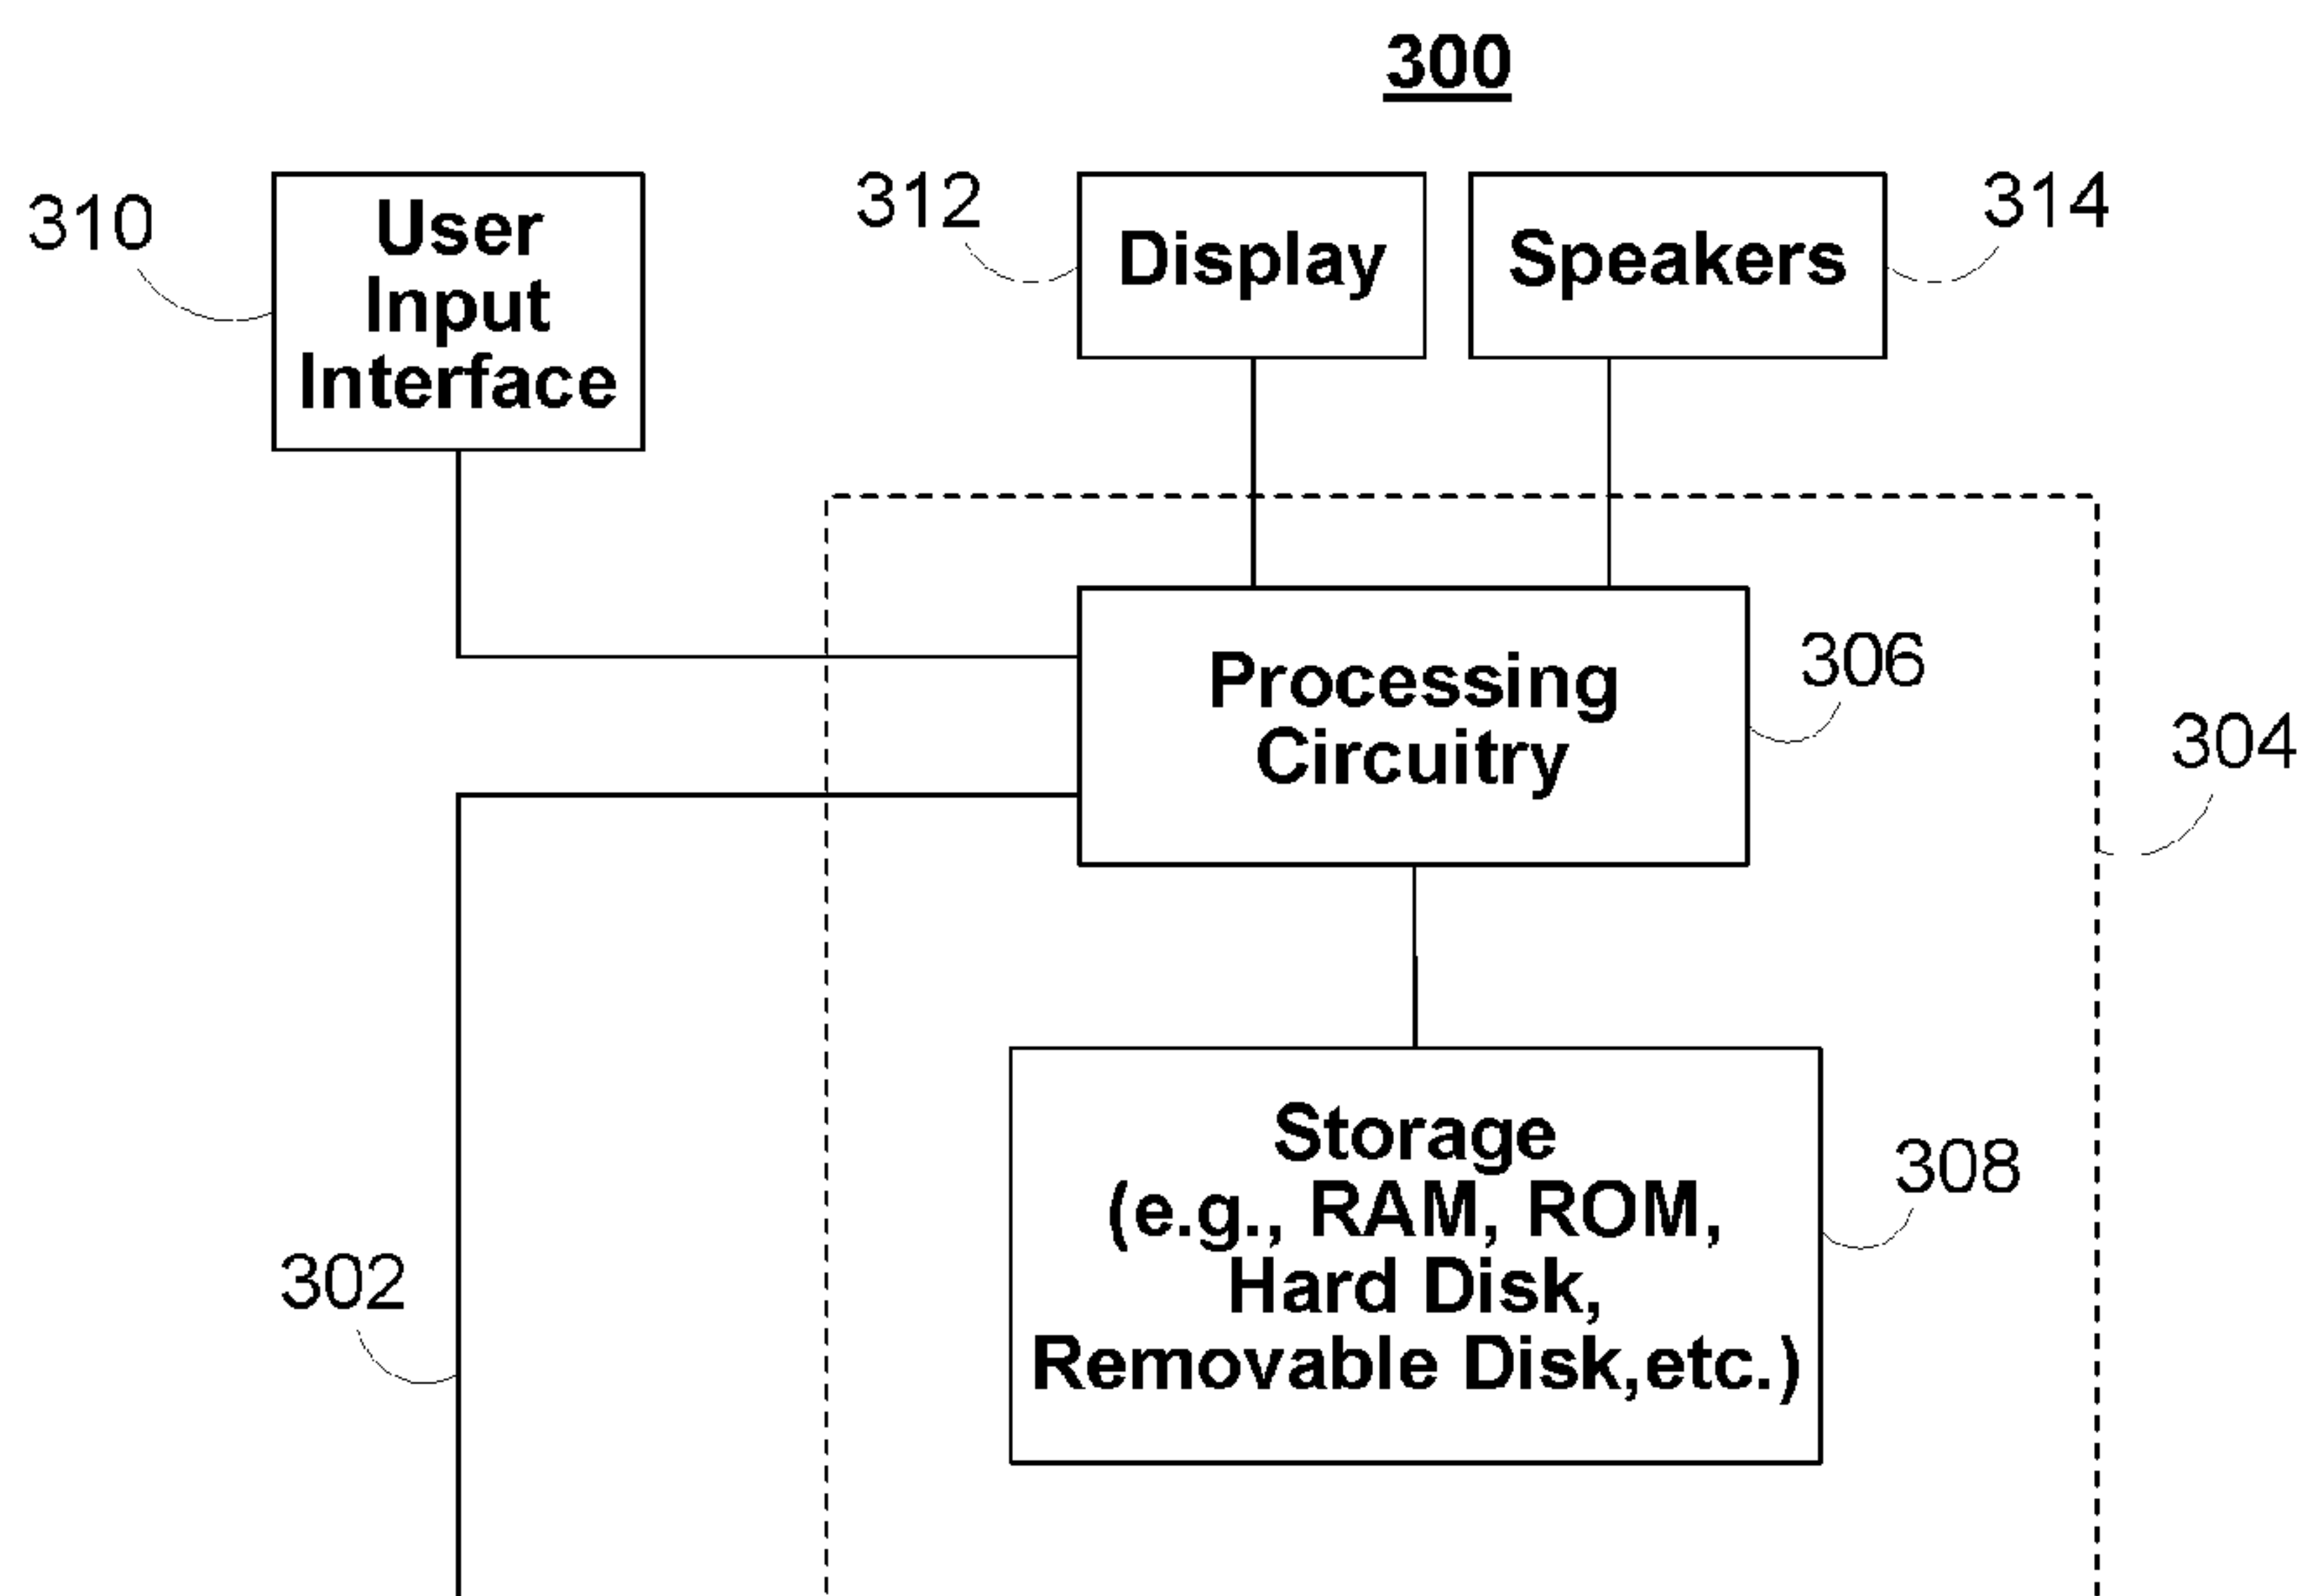 300
310
User
Input
Interface
312
Display
Speakers
314
Processing
Circuitry
306
304
Storage
(e.g., RAM, ROM,
Hard Disk,
Removable Disk,etc.)
308
302